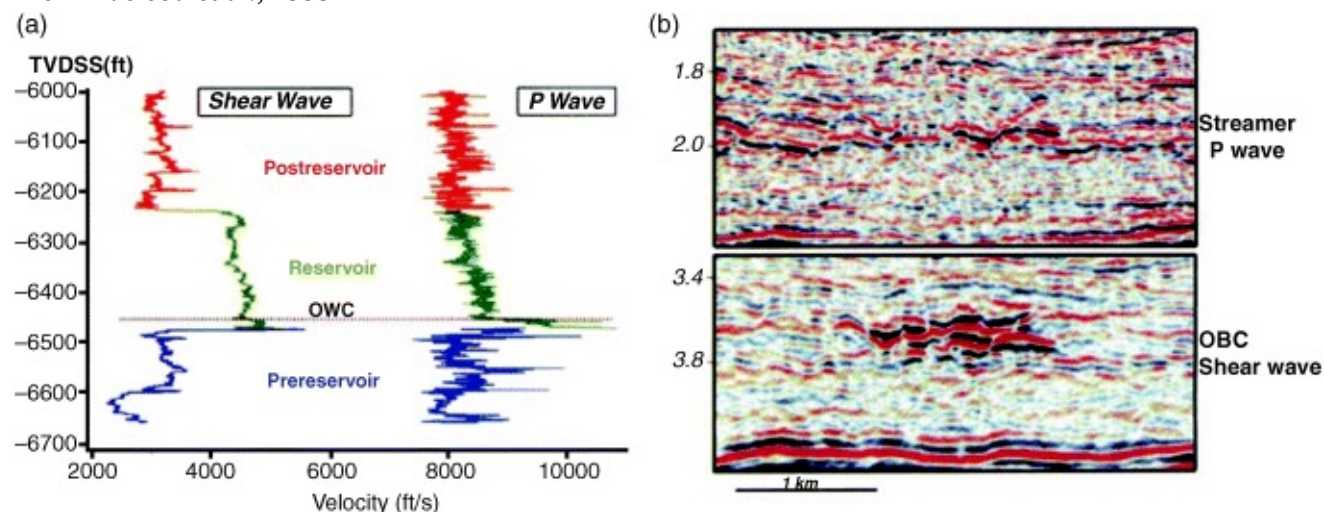 (a)
TVDSS(ft)
Shear Wave
P Wave
-6000
-6100
-6200
-6300
-6400
-6500
-6600
-6700
Postreservoir
Reservoir
OWC
Prereservoir
2000 4000 6000 8000 10000
Velocity (ft/s)
(b)
1.8
2.0
Streamer
P wave
3.4
3.8
OBC
Shear wave
1 km